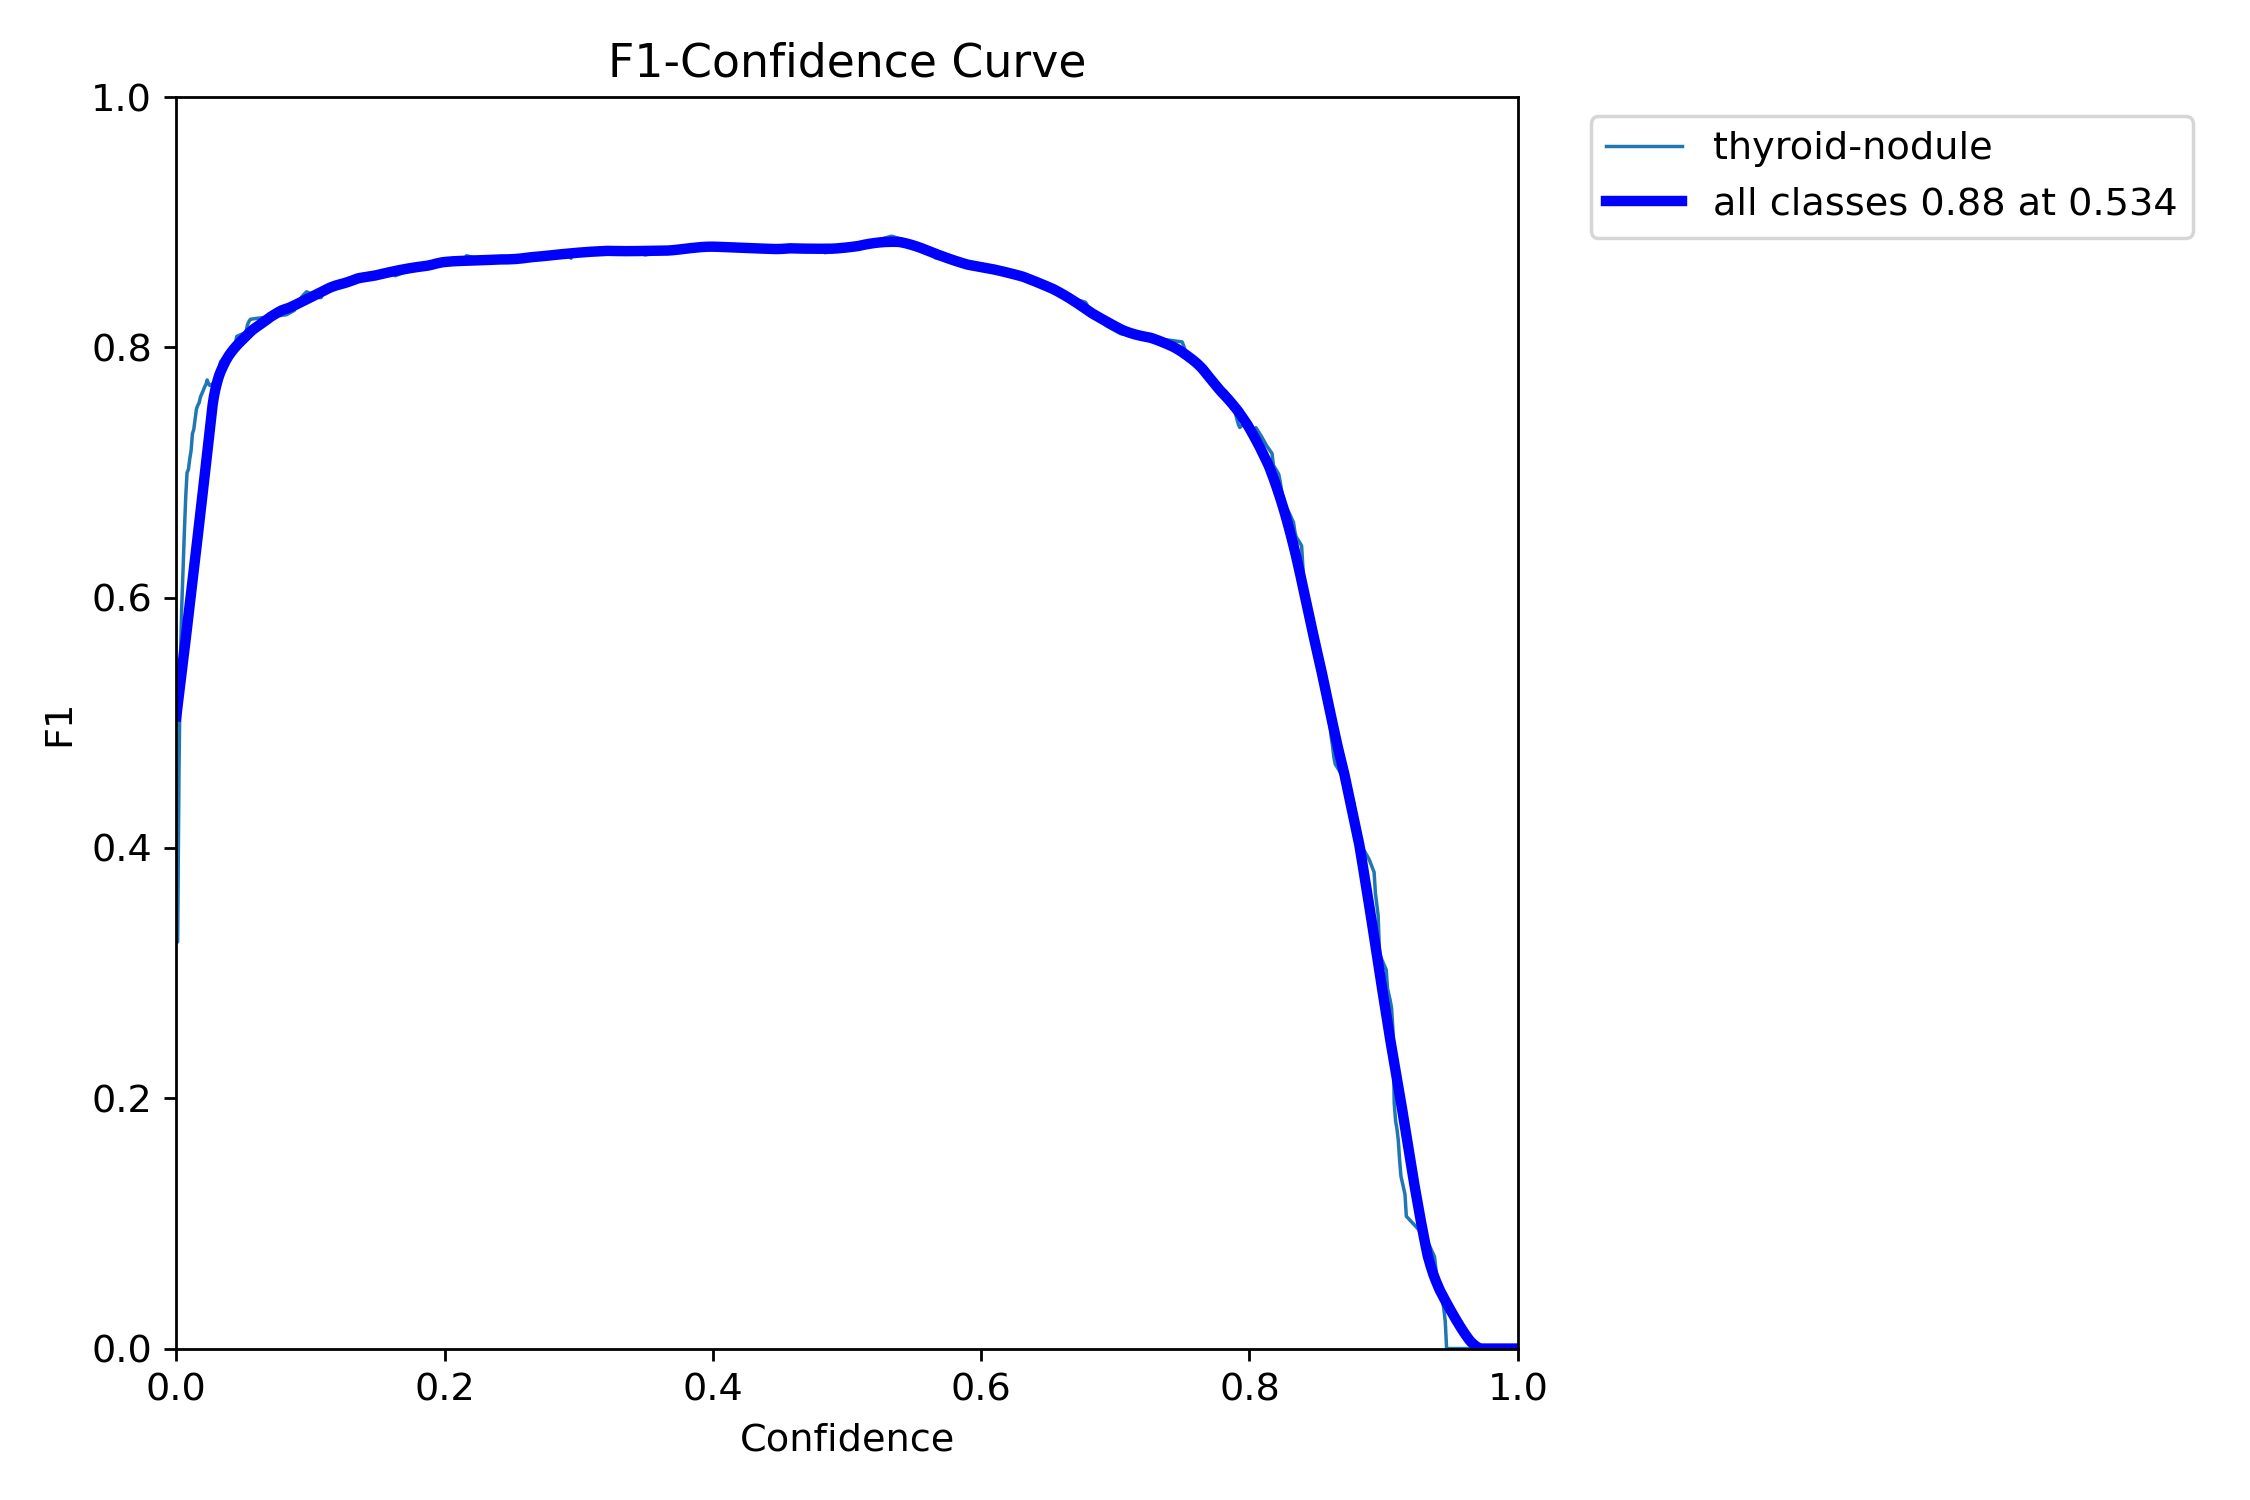 F1-Confidence Curve
1.0
0.8
0.6
0.4
0.2
0.0
F1
0.0 0.2 0.4 0.6 0.8 1.0
Confidence
thyroid-nodule
all classes 0.88 at 0.534